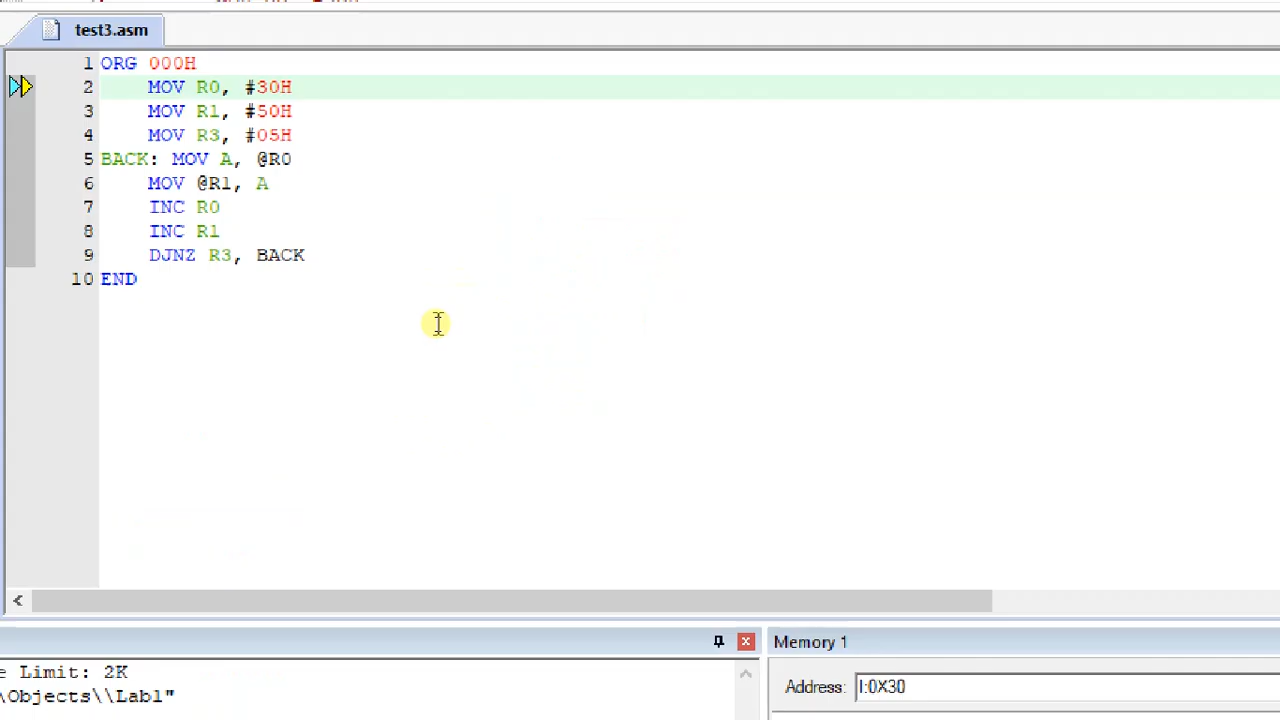 test3.asm
1 ORG 000H
2 MOV R0, #30H
3 MOV R1, #50H
4 MOV R3, #05H
5 BACK: MOV A, @R0
6 MOV @R1, A
7 INC R0
8 INC R1
9 DJNZ R3, BACK
10 END
e Limit: 2K
\Objects\\Lab1"
Memory 1
Address: I:0X30